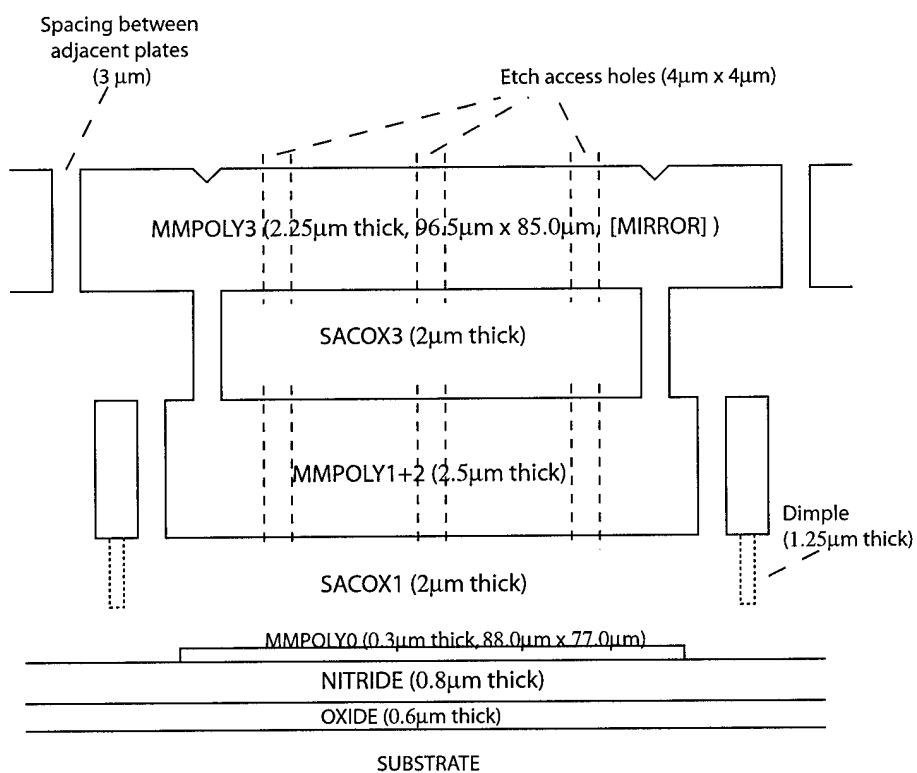 Spacing between
adjacent plates
(3 μm)
Etch access holes (4μm x 4μm)
MMPOLY3 (2.25μm thick, 96.5μm x 85.0μm, [MIRROR] )
SACOX3 (2μm thick)
MMPOLY1+2 (2.5μm thick)
Dimple
(1.25μm thick)
SACOX1 (2μm thick)
MMPOLY0 (0.3μm thick, 88.0μm x 77.0μm)
NITRIDE (0.8μm thick)
OXIDE (0.6μm thick)
SUBSTRATE